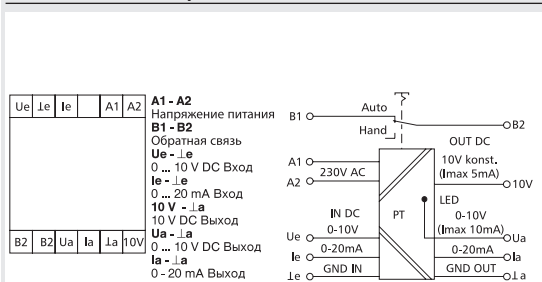 Ue ⊥e Ie A1 A2
B2 B2 Ua Ia ⊥a 10V
A1 - A2
Напряжение питания
B1 - B2
Обратная связь
Ue - ⊥e
0 ... 10 V DC Вход
Ie - ⊥e
0 ... 20 mA Вход
10 V - ⊥a
10 V DC Выход
Ua - ⊥a
0 ... 10 V DC Выход
Ia - ⊥a
0 - 20 mA Выход
Auto
B1
Hand
B2
OUT DC
A1
230V AC
A2
10V konst.
(Imax 5mA)
10V
LED
PT
IN DC
0-10V
Ue
0-20mA
Ie
GND IN
⊥e
0-10V
(Imax 10mA)
Ua
0-20mA
Ia
GND OUT
⊥a